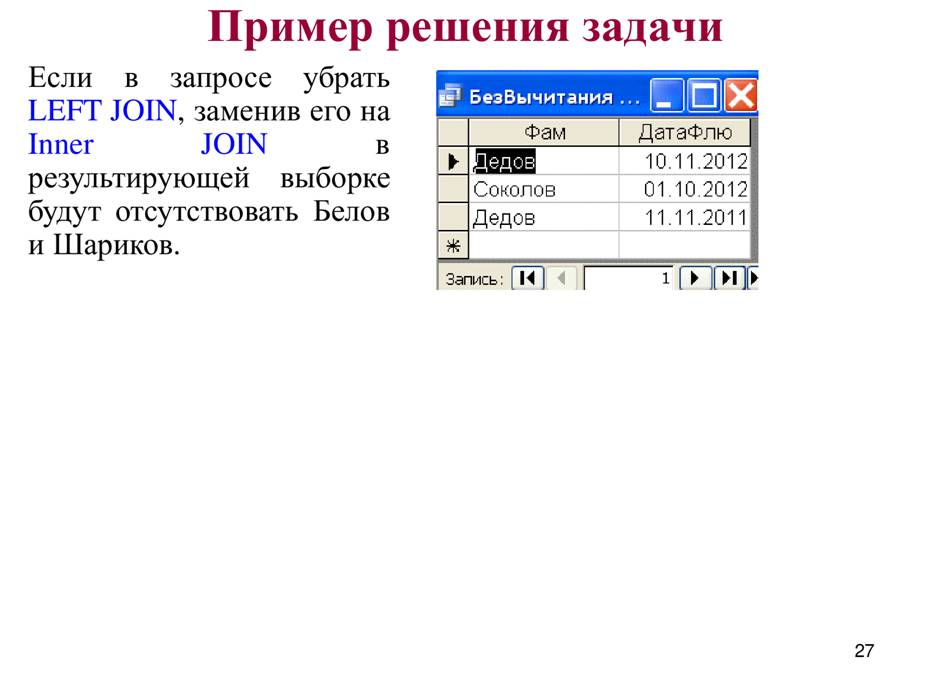 Пример решения задачи
Если в запросе убрать
LEFT JOIN, заменив его на
Inner JOIN в
результирующей выборке
будут отсутствовать Белов
и Шариков.
БезВычитания ...
Фам ДатаФлю
Дедов 10.11.2012
Соколов 01.10.2012
Дедов 11.11.2011
Запись: 1
27